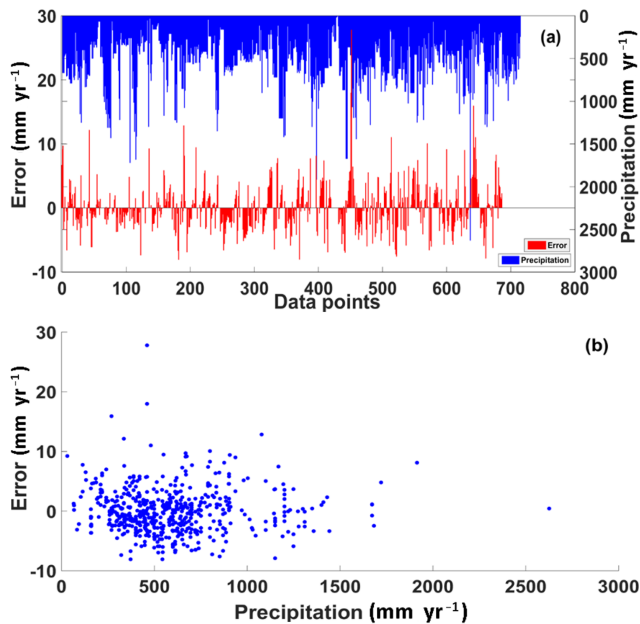 (a)
30
20
10
0
-10
Error (mm yr⁻¹)
0
500
1000
1500
2000
2500
3000
Precipitation (mm yr⁻¹)
Error
Precipitation
0 100 200 300 400 500 600 700 800
Data points
(b)
30
20
10
0
-10
Error (mm yr⁻¹)
0 500 1000 1500 2000 2500 3000
Precipitation (mm yr⁻¹)